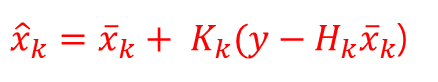 x̂ₖ = x̄ₖ + Kₖ(y − Hₖx̄ₖ)